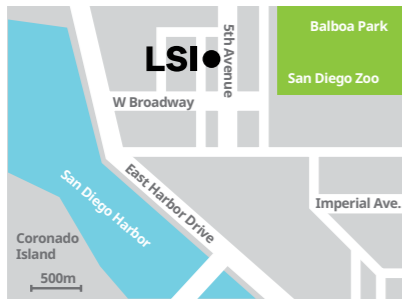 Balboa Park
San Diego Zoo
5th Avenue
LSI
W Broadway
East Harbor Drive
San Diego Harbor
Imperial Ave.
Coronado
Island
500m